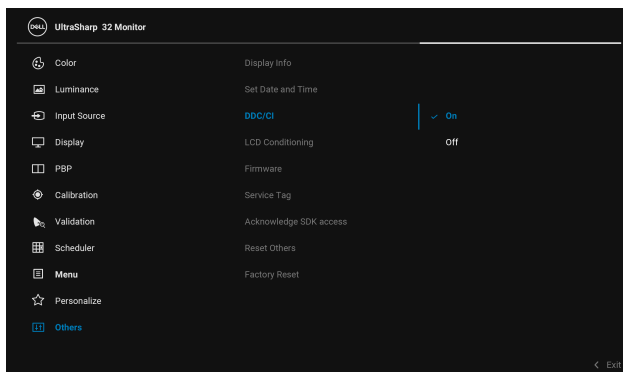 DELL UltraSharp 32 Monitor
Color Display Info
Luminance Set Date and Time
Input Source DDC/CI ✓ On
Display LCD Conditioning Off
PBP Firmware
Calibration Service Tag
Validation Acknowledge SDK access
Scheduler Reset Others
Menu Factory Reset
Personalize
Others
< Exit